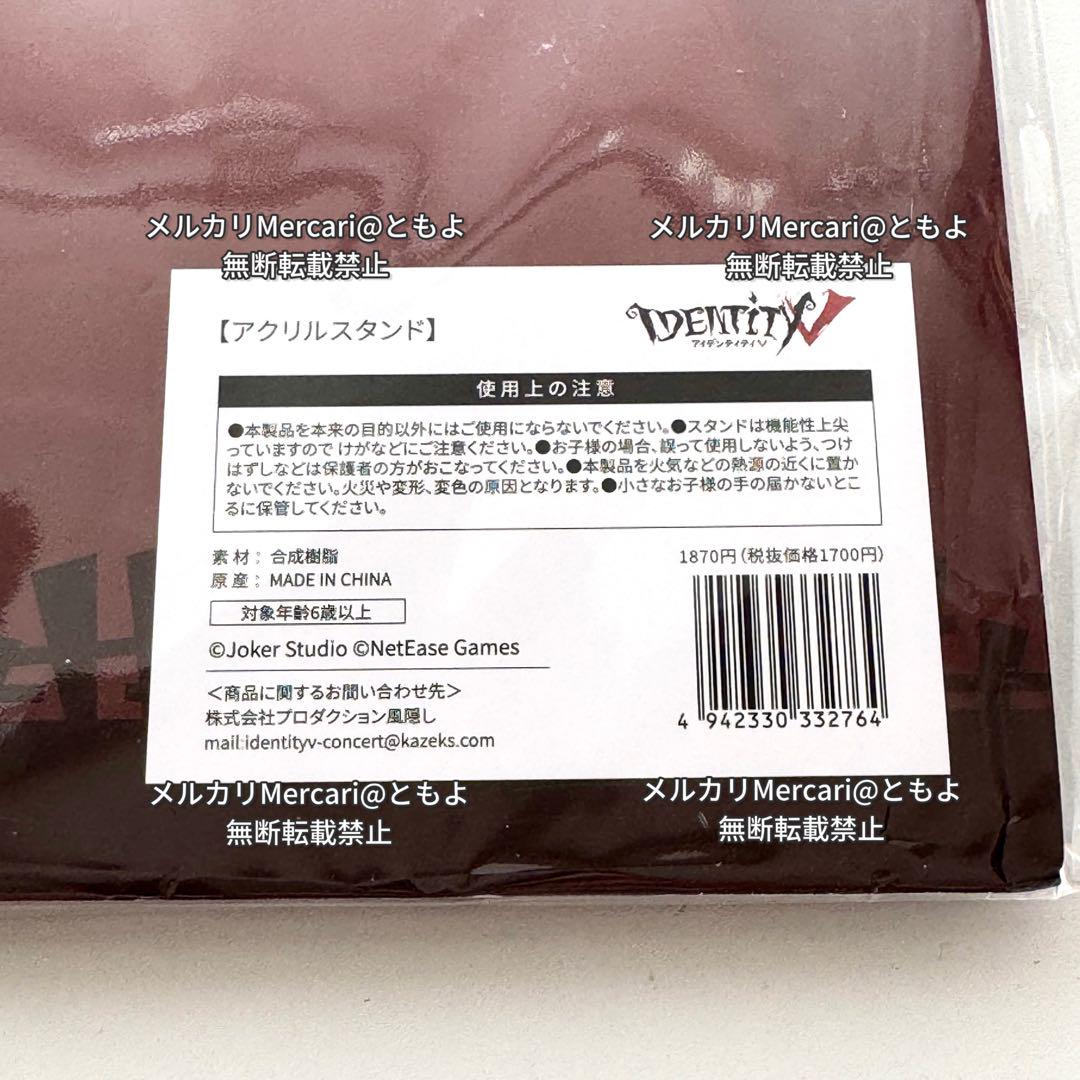 メルカリMercari@ともよ
無断転載禁止
メルカリMercari@ともよ
無断転載禁止
【アクリルスタンド】
IDENTITY V
アイデンティティV
使用上の注意
●本製品を本来の目的以外にはご使用にならないでください。●スタンドは機能性上尖
っていますので けがなどにご注意ください。●お子様の場合、誤って使用しないよう、つけ
はずしなどは保護者の方がおこなってください。●本製品を火気などの熱源の近くに置か
ないでください。火災や変形、変色の原因となります。●小さなお子様の手の届かないとこ
ろに保管してください。
素材：合成樹脂
原産：MADE IN CHINA
対象年齢6歳以上
©Joker Studio ©NetEase Games
1870円（税抜価格1700円）
4 942330 332764
＜商品に関するお問い合わせ先＞
株式会社プロダクション風隠し
mail:identityv-concert@kazeks.com
メルカリMercari@ともよ
無断転載禁止
メルカリMercari@ともよ
無断転載禁止